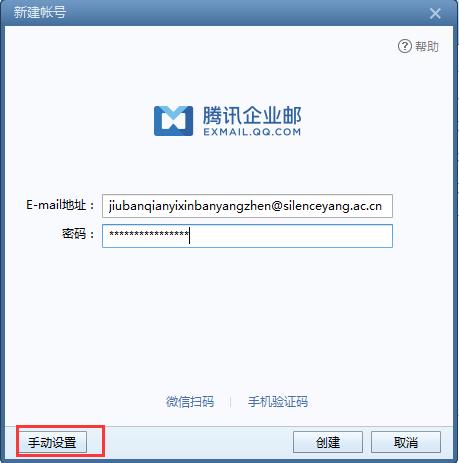 新建帐号
帮助
腾讯企业邮
EXMAIL.QQ.COM
E-mail地址：
jiubanqianyixinbanyangzhen@silenceyang.ac.cn
密码：
****************
微信扫码 | 手机验证码
手动设置
创建
取消